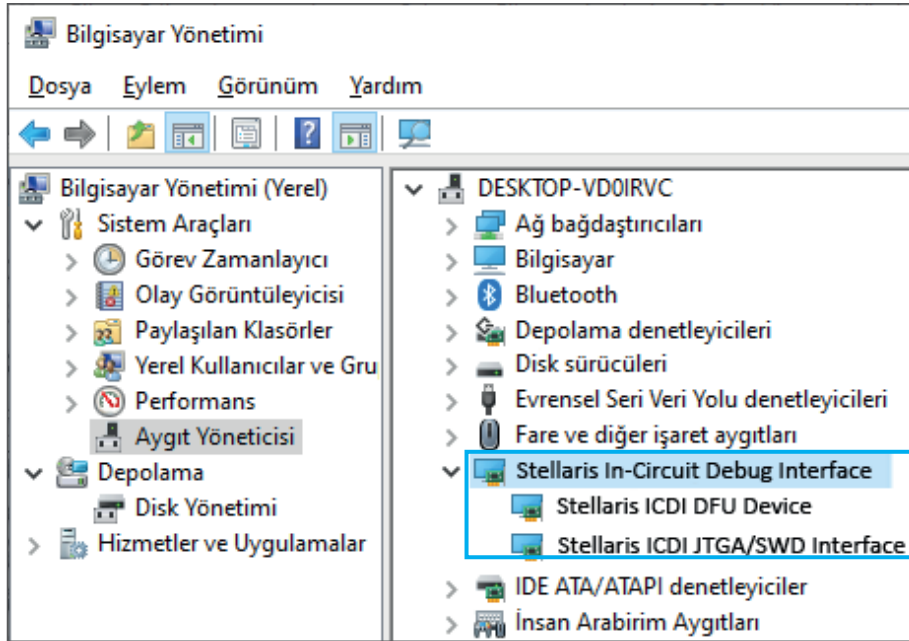 Bilgisayar Yönetimi
Dosya Eylem Görünüm Yardım
Bilgisayar Yönetimi (Yerel)
Sistem Araçları
Görev Zamanlayıcı
Olay Görüntüleyicisi
Paylaşılan Klasörler
Yerel Kullanıcılar ve Gru
Performans
Aygıt Yöneticisi
Depolama
Disk Yönetimi
Hizmetler ve Uygulamalar
DESKTOP-VD0IRVC
Ağ bağdaştırıcıları
Bilgisayar
Bluetooth
Depolama denetleyicileri
Disk sürücüleri
Evrensel Seri Veri Yolu denetleyicileri
Fare ve diğer işaret aygıtları
Stellaris In-Circuit Debug Interface
Stellaris ICDI DFU Device
Stellaris ICDI JTGA/SWD Interface
IDE ATA/ATAPI denetleyiciler
İnsan Arabirim Aygıtları